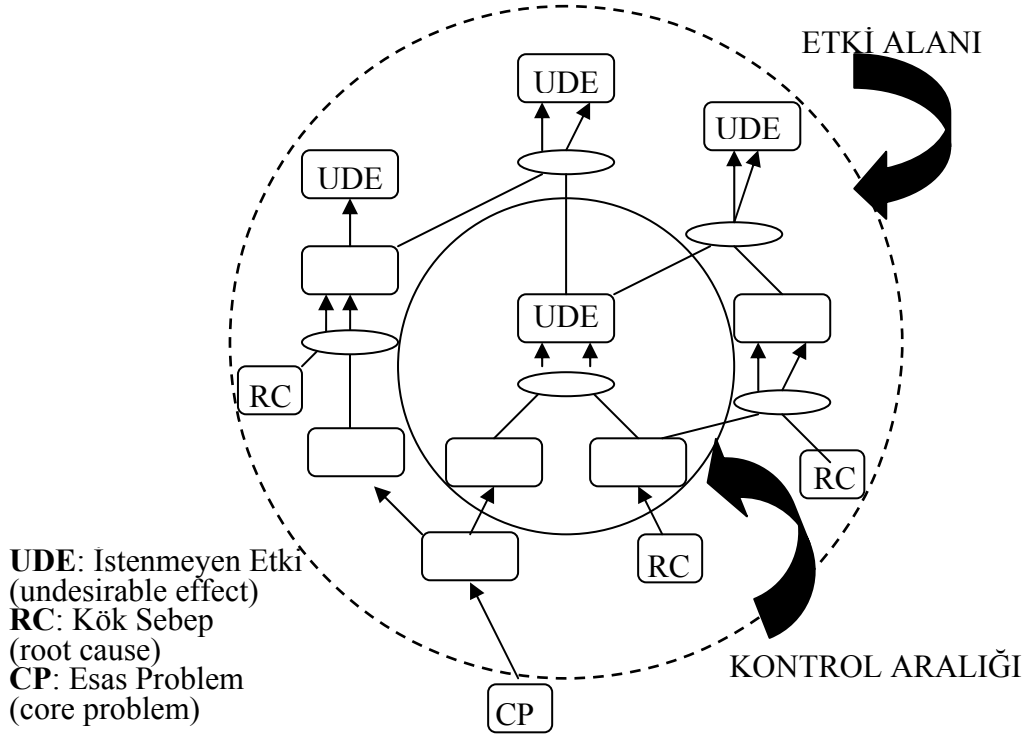 ETKİ ALANI
UDE
UDE
UDE
UDE
RC
RC
RC
UDE: İstenmeyen Etki
(undesirable effect)
RC: Kök Sebep
(root cause)
CP: Esas Problem
(core problem)
KONTROL ARALIĞI
CP